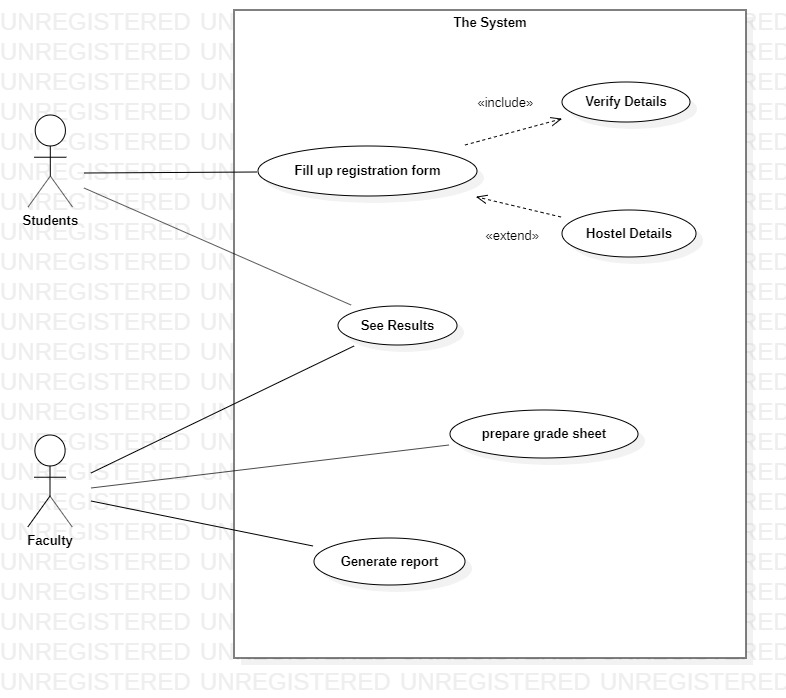 The System
Verify Details
«include»
Fill up registration form
Students
Hostel Details
«extend»
See Results
prepare grade sheet
Faculty
Generate report
UNREGISTERED UNREGISTERED UNREGISTERED UNREGISTERED